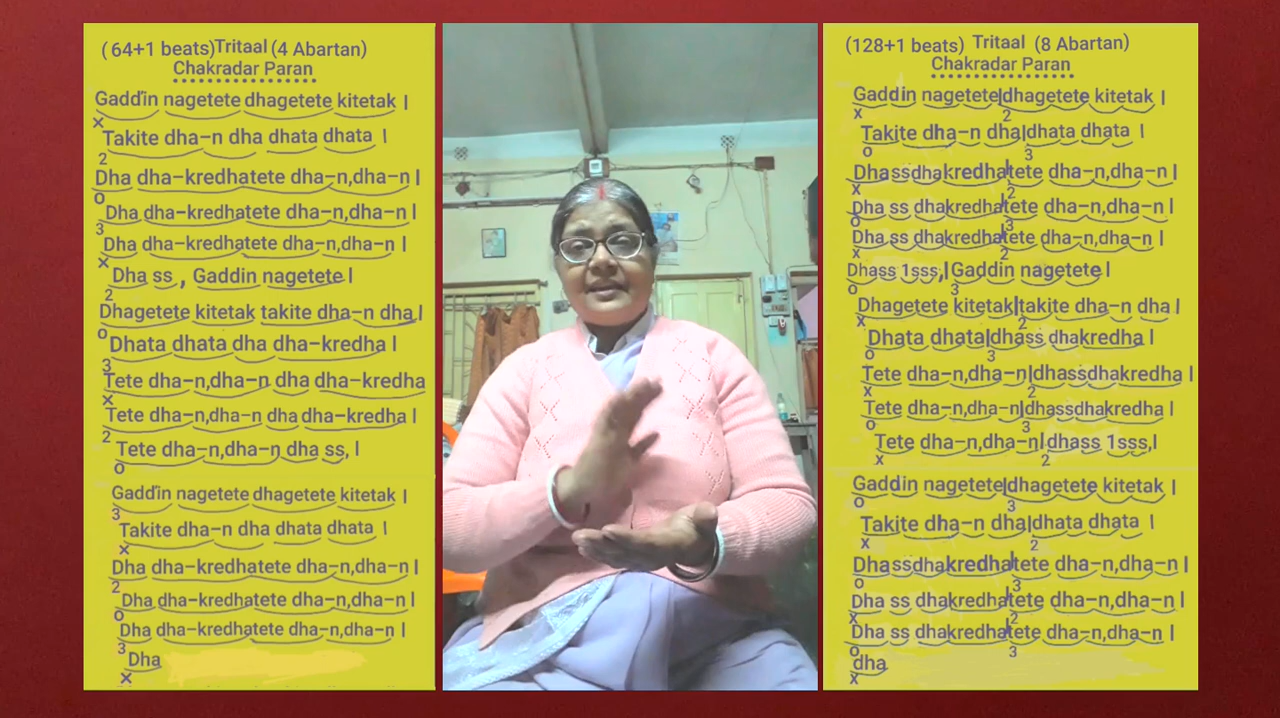 (64+1 beats)Tritaal (4 Abartan)
Chakradar Paran
Gaddin nagetete dhagetete kitetak |
x
Takite dha-n dha dhata dhata |
2
Dha dha-kredhatete dha-n,dha-n |
o
Dha dha-kredhatete dha-n,dha-n |
3
Dha dha-kredhatete dha-n,dha-n |
x
Dha ss , Gaddin nagetete |
2
Dhagetete kitetak takite dha-n dha |
o
Dhata dhata dha dha-kredha |
3
Tete dha-n,dha-n dha dha-kredha
x
Tete dha-n,dha-n dha dha-kredha |
2
Tete dha-n,dha-n dha ss, |
o
Gaddin nagetete dhagetete kitetak |
3
Takite dha-n dha dhata dhata |
x
Dha dha-kredhatete dha-n,dha-n |
2
Dha dha-kredhatete dha-n,dha-n |
o
Dha dha-kredhatete dha-n,dha-n |
3
Dha
x
(128+1 beats) Tritaal (8 Abartan)
Chakradar Paran
Gaddin nagetete|dhagetete kitetak |
x 2
Takite dha-n dha|dhata dhata |
o 3
Dhassdhakredha|tete dha-n,dha-n |
x 2
Dha ss dhakredha|tete dha-n,dha-n |
o 3
Dha ss dhakredha|tete dha-n,dha-n |
x 2
Dhass 1sss,|Gaddin nagetete |
o 3
Dhagetete kitetak|takite dha-n dha |
x 2
Dhata dhata|dhass dhakredha |
o 3
Tete dha-n,dha-n|dhassdhakredha |
x 2
Tete dha-n,dha-n|dhassdhakredha |
o 3
Tete dha-n,dha-n|dhass 1sss,|
x 2
Gaddin nagetete|dhagetete kitetak |
o 3
Takite dha-n dha|dhata dhata |
x 2
Dhassdhakredha|tete dha-n,dha-n |
o 3
Dha ss dhakredha|tete dha-n,dha-n |
x 2
Dha ss dhakredha|tete dha-n,dha-n |
o 3
dha
x